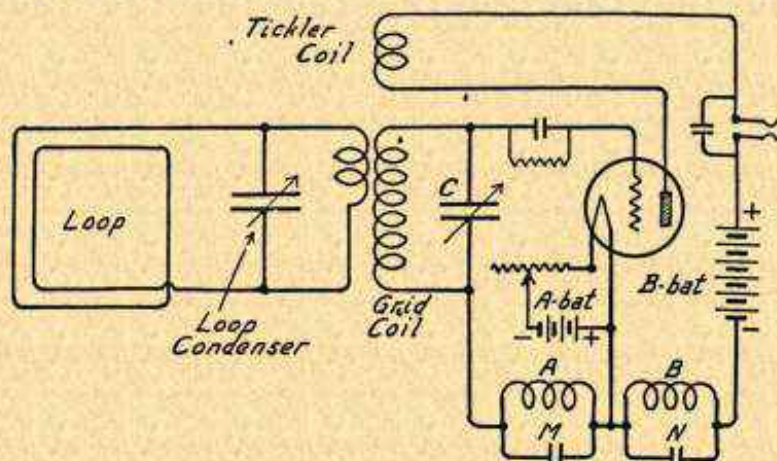 Tickler
Coil
Loop
C
Loop
Condenser
Grid
Coil
A-bat
- +
B-bat
+
-
A
B
M
N